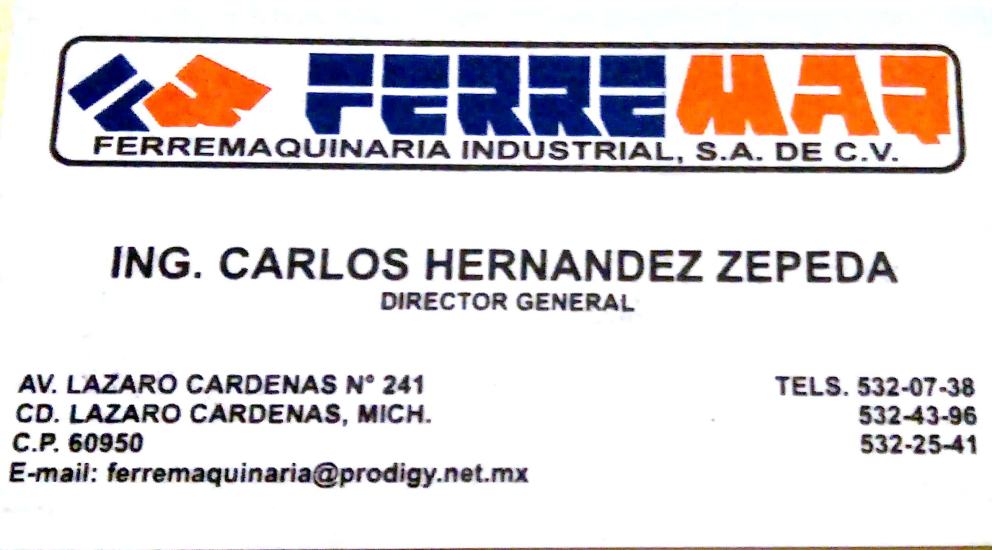 FERREMAQ
FERREMAQUINARIA INDUSTRIAL, S.A. DE C.V.
ING. CARLOS HERNANDEZ ZEPEDA
DIRECTOR GENERAL
AV. LAZARO CARDENAS N° 241
CD. LAZARO CARDENAS, MICH.
C.P. 60950
E-mail: ferremaquinaria@prodigy.net.mx
TELS. 532-07-38
532-43-96
532-25-41